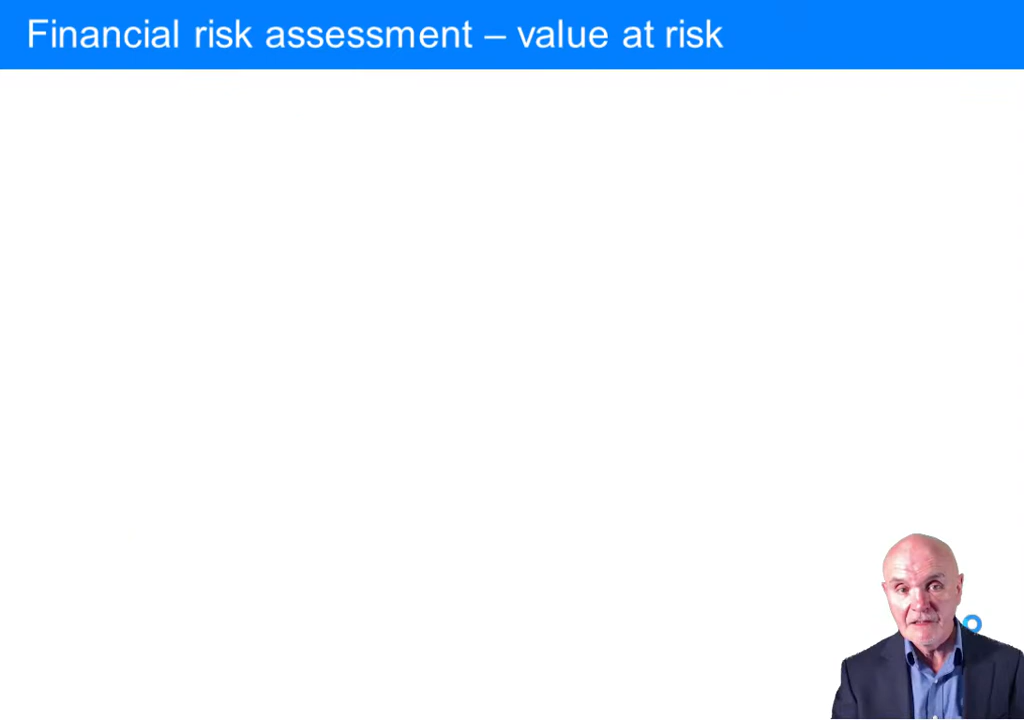 Financial risk assessment – value at risk